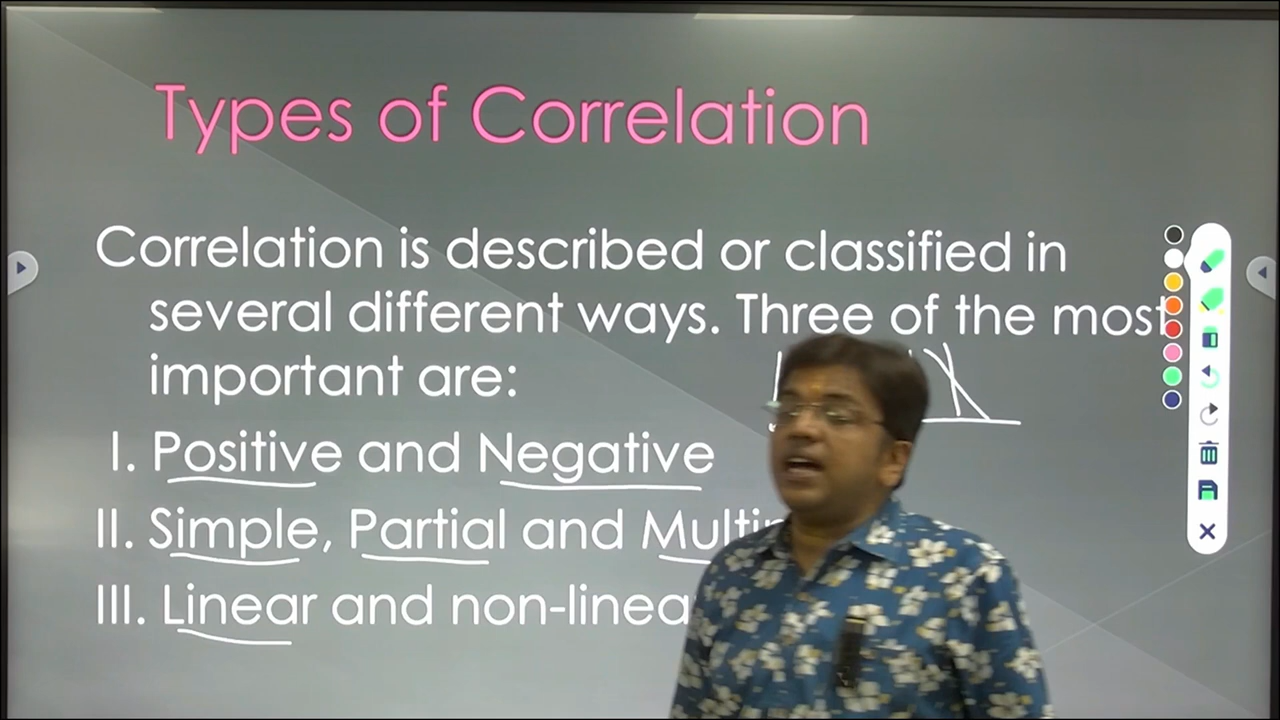 Types of Correlation
Correlation is described or classified in
several different ways. Three of the most
important are:
I. Positive and Negative
II. Simple, Partial and
III. Linear and